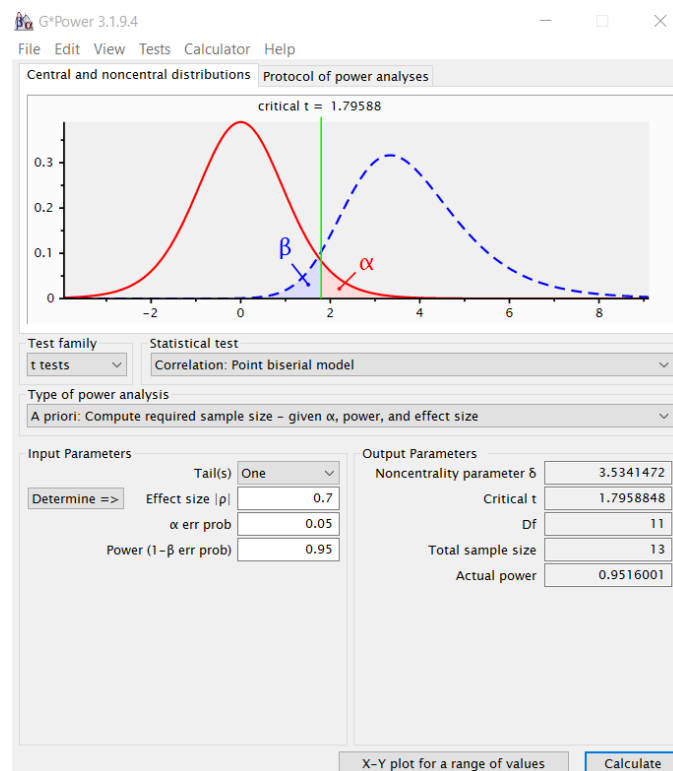 G*Power 3.1.9.4
File Edit View Tests Calculator Help
Central and noncentral distributions Protocol of power analyses
critical t = 1.79588
0.3
0.2
0.1
0
β
α
-2 0 2 4 6 8
Test family
t tests
Statistical test
Correlation: Point biserial model
Type of power analysis
A priori: Compute required sample size - given α, power, and effect size
Input Parameters
Tail(s) One
Determine => Effect size |ρ| 0.7
α err prob 0.05
Power (1-β err prob) 0.95
Output Parameters
Noncentrality parameter δ 3.5341472
Critical t 1.7958848
Df 11
Total sample size 13
Actual power 0.9516001
X-Y plot for a range of values Calculate